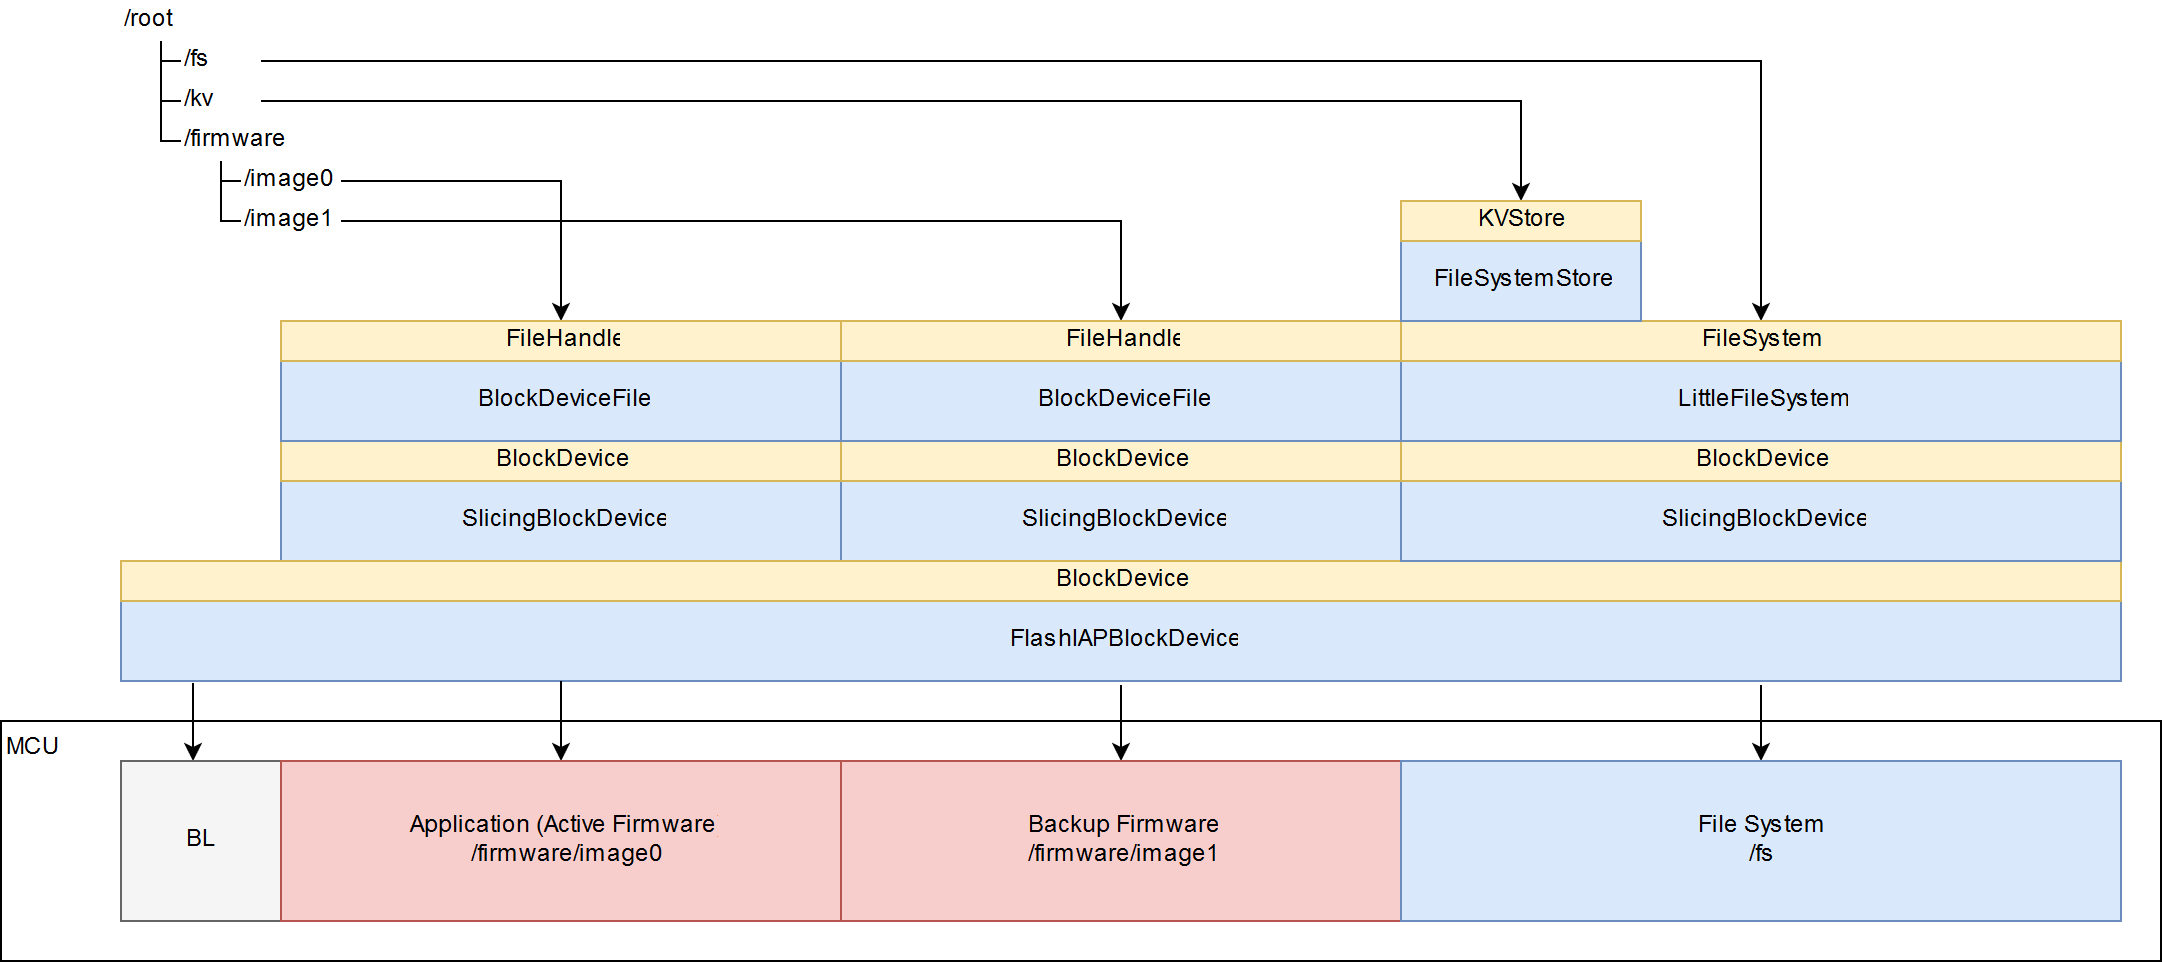 /root
/fs
/kv
/firmware
/image0
/image1
KVStore
FileSystemStore
FileHandle
FileHandle
FileSystem
BlockDeviceFile
BlockDeviceFile
LittleFileSystem
BlockDevice
BlockDevice
BlockDevice
SlicingBlockDevice
SlicingBlockDevice
SlicingBlockDevice
BlockDevice
FlashIAPBlockDevice
MCU
BL
Application (Active Firmware
/firmware/image0
Backup Firmware
/firmware/image1
File System
/fs